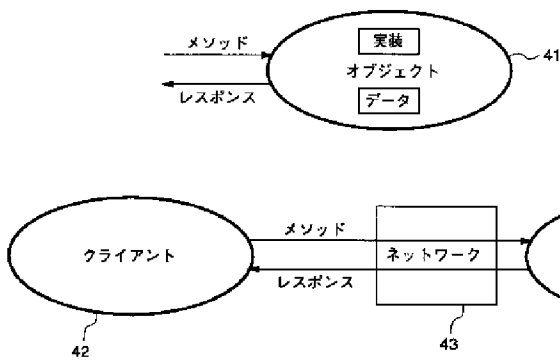 メソッド
実装
オブジェクト
41
レスポンス
データ
クライアント
メソッド
ネットワーク
レスポンス
42
43